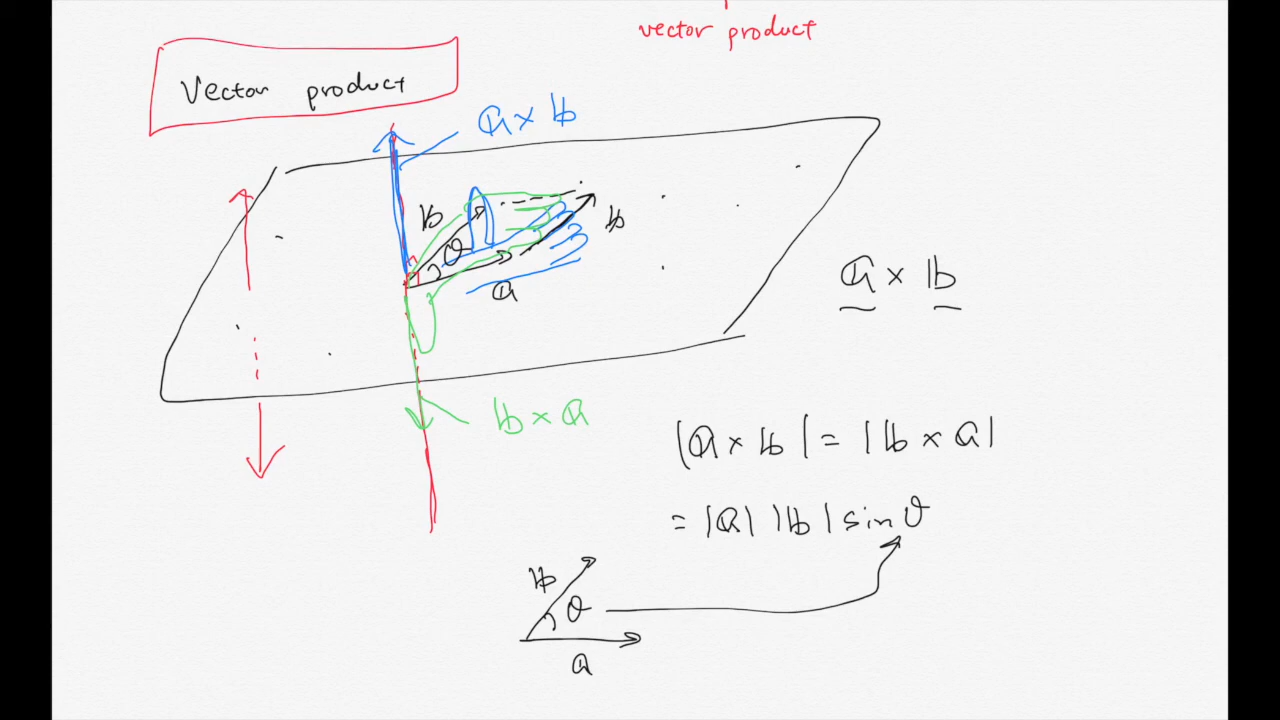 vector product
Vector product
a × b
b
θ
b
a
a × b
b × a
|a × b| = |b × a|
= |a| |b| sin θ
b
θ
a